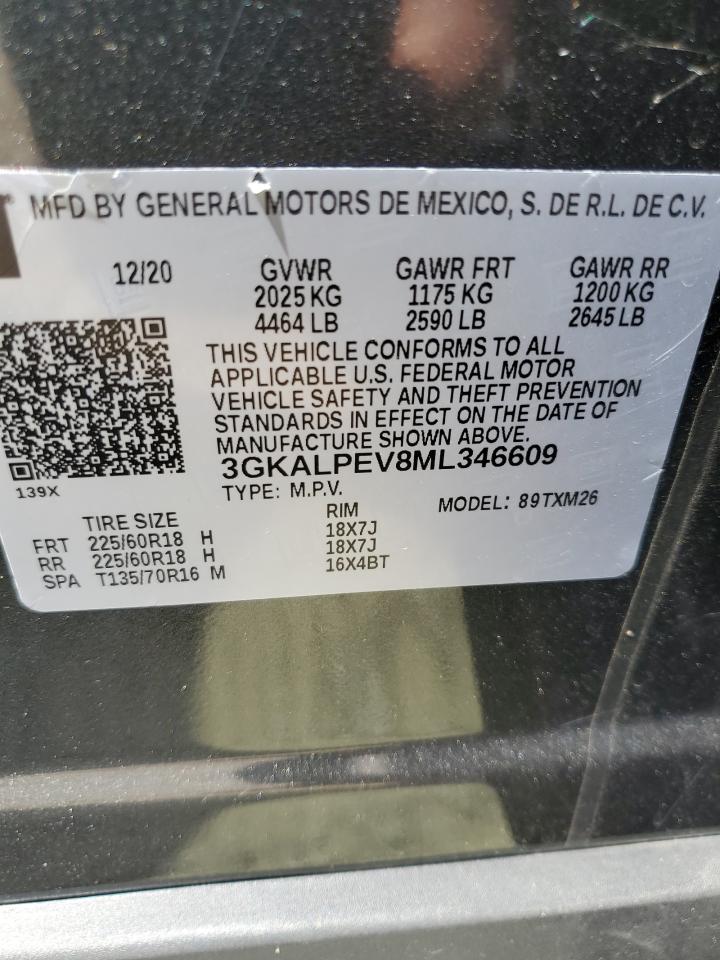 MFD BY GENERAL MOTORS DE MEXICO, S. DE R.L. DE C.V.
12/20 GVWR GAWR FRT GAWR RR
2025 KG 1175 KG 1200 KG
4464 LB 2590 LB 2645 LB
THIS VEHICLE CONFORMS TO ALL
APPLICABLE U.S. FEDERAL MOTOR
VEHICLE SAFETY AND THEFT PREVENTION
STANDARDS IN EFFECT ON THE DATE OF
MANUFACTURE SHOWN ABOVE.
3GKALPEV8ML346609
139X
TYPE: M.P.V. MODEL: 89TXM26
TIRE SIZE RIM
FRT 225/60R18 H 18X7J
RR 225/60R18 H 18X7J
SPA T135/70R16 M 16X4BT